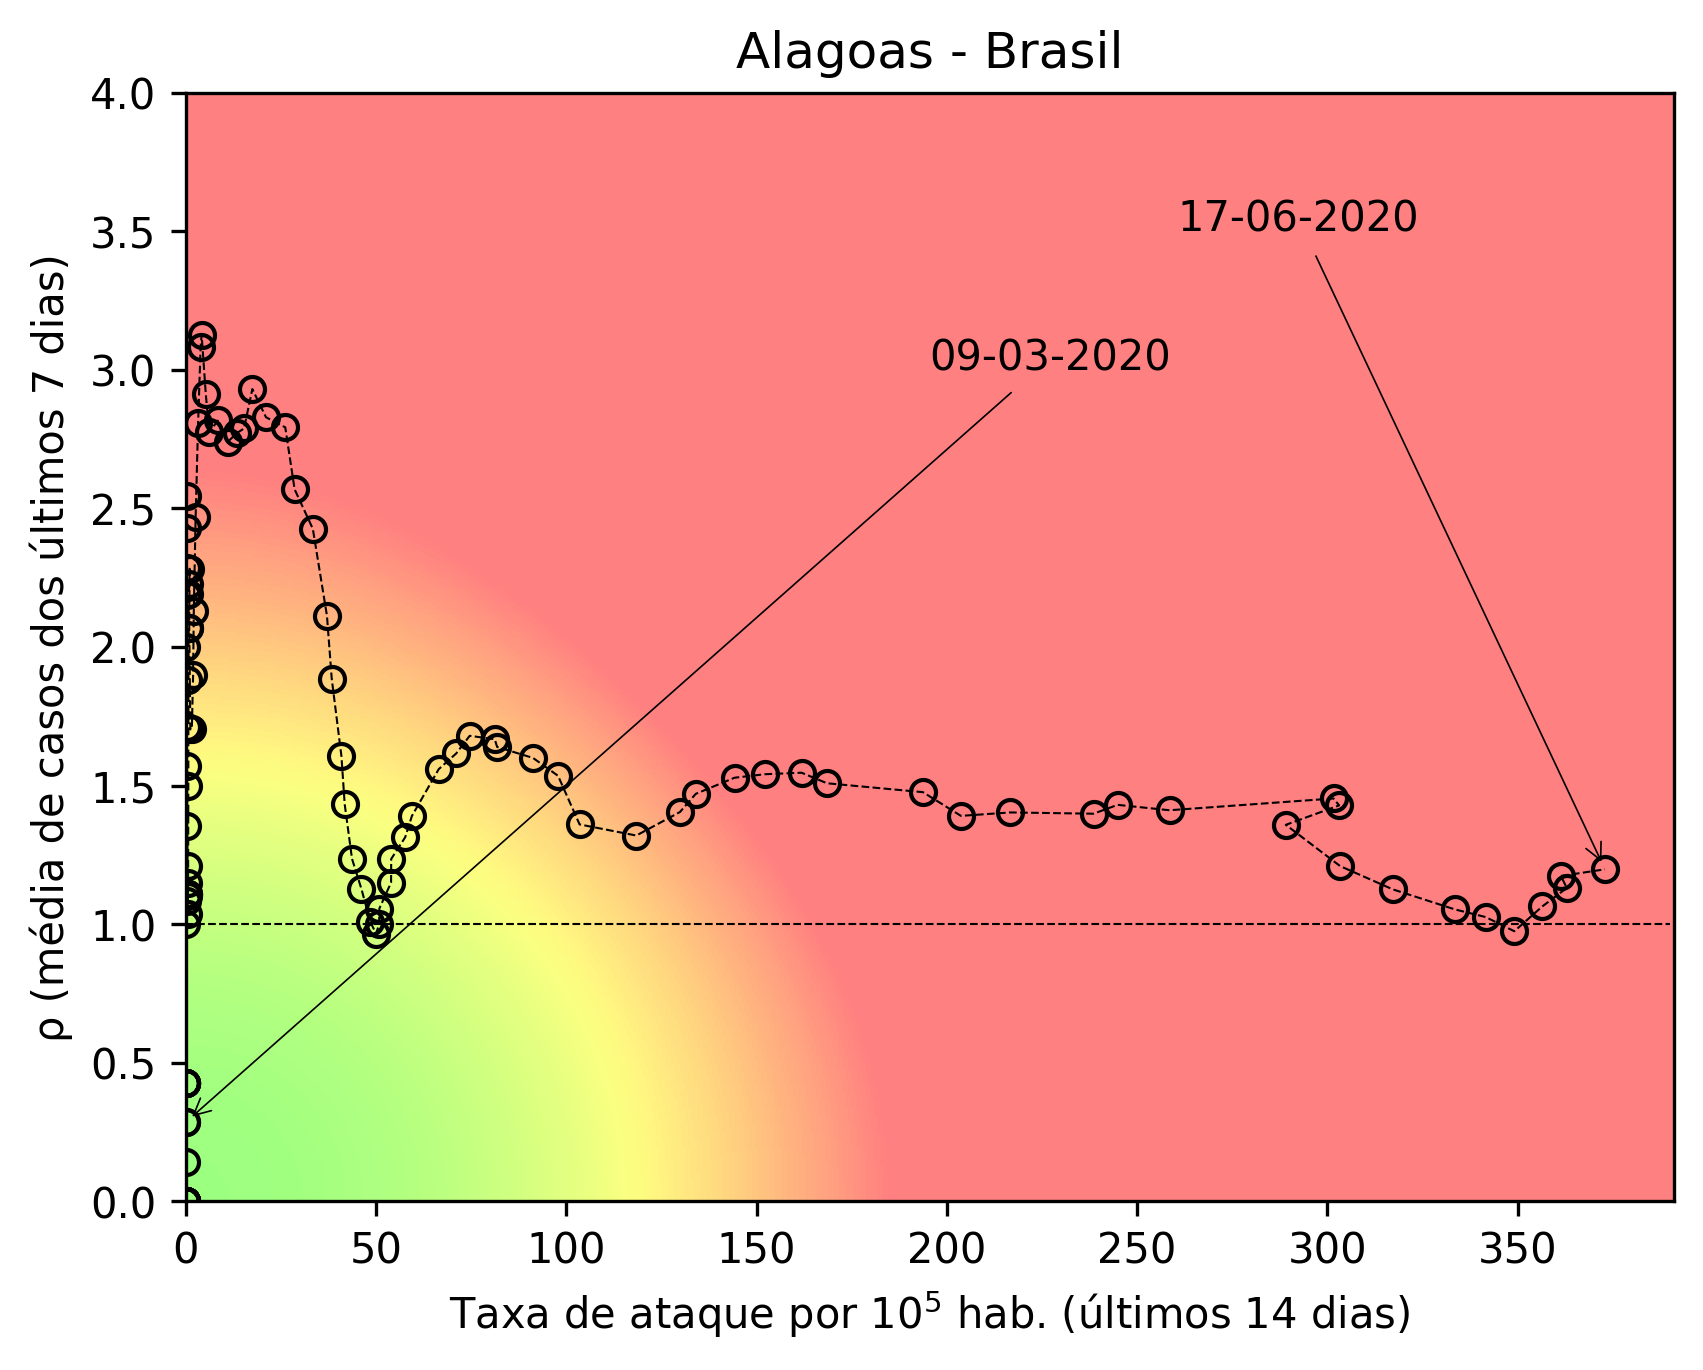 Alagoas - Brasil
4.0
3.5
3.0
2.5
2.0
1.5
1.0
0.5
0.0
ρ (média de casos dos últimos 7 dias)
17-06-2020
09-03-2020
0 50 100 150 200 250 300 350
Taxa de ataque por 10⁵ hab. (últimos 14 dias)